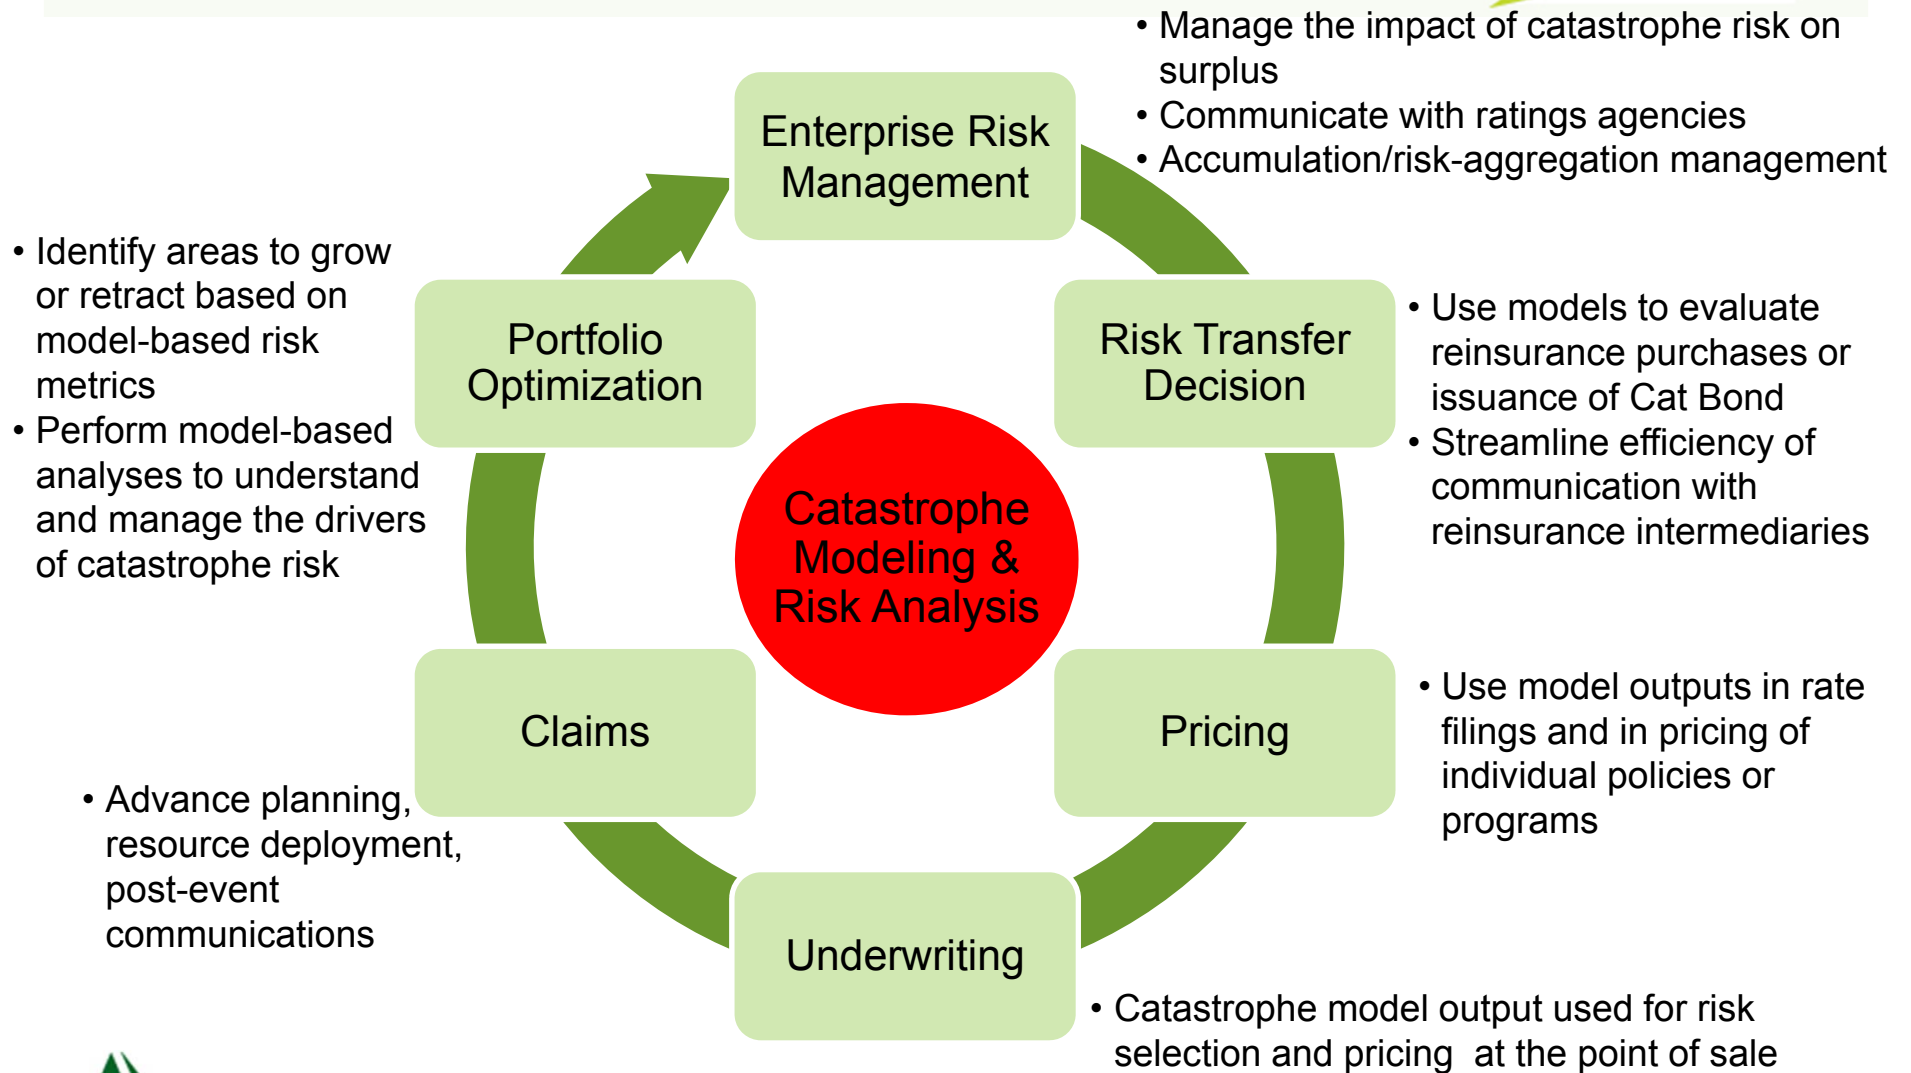 • Manage the impact of catastrophe risk on
surplus
• Communicate with ratings agencies
• Accumulation/risk-aggregation management
Enterprise Risk
Management
• Identify areas to grow
or retract based on
model-based risk
metrics
• Perform model-based
analyses to understand
and manage the drivers
of catastrophe risk
Portfolio
Optimization
Risk Transfer
Decision
• Use models to evaluate
reinsurance purchases or
issuance of Cat Bond
• Streamline efficiency of
communication with
reinsurance intermediaries
Catastrophe
Modeling &
Risk Analysis
Claims
• Advance planning,
resource deployment,
post-event
communications
Pricing
• Use model outputs in rate
filings and in pricing of
individual policies or
programs
Underwriting
• Catastrophe model output used for risk
selection and pricing  at the point of sale